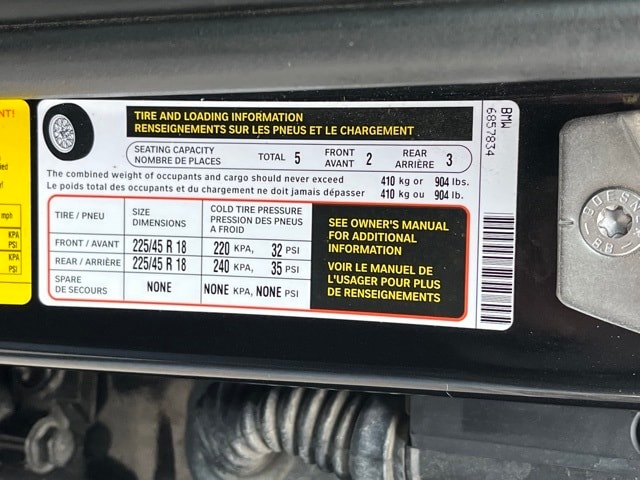 NT!
mph
KPA
PSI
KPA
PSI
TIRE AND LOADING INFORMATION
RENSEIGNEMENTS SUR LES PNEUS ET LE CHARGEMENT
SEATING CAPACITY
NOMBRE DE PLACES
TOTAL 5
FRONT
AVANT 2
REAR
ARRIÈRE 3
The combined weight of occupants and cargo should never exceed 410 kg or 904 lbs.
Le poids total des occupants et du chargement ne doit jamais dépasser 410 kg ou 904 lb.
TIRE / PNEU
SIZE
DIMENSIONS
COLD TIRE PRESSURE
PRESSION DES PNEUS
A FROID
FRONT / AVANT 225/45 R 18 220 KPA, 32 PSI
REAR / ARRIÈRE 225/45 R 18 240 KPA, 35 PSI
SPARE
DE SECOURS
NONE NONE KPA, NONE PSI
SEE OWNER'S MANUAL
FOR ADDITIONAL
INFORMATION
VOIR LE MANUEL DE
L'USAGER POUR PLUS
DE RENSEIGNEMENTS
BMW
6857834
8.8